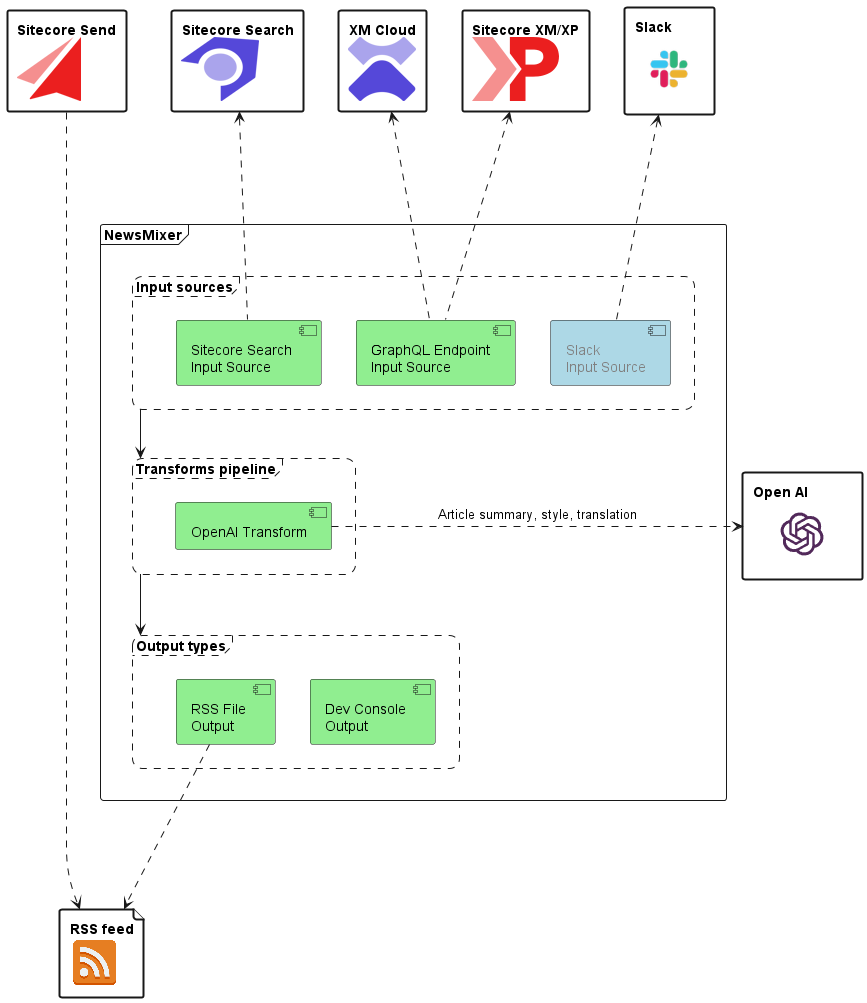 Sitecore Send
Sitecore Search
XM Cloud
Sitecore XM/XP
Slack
NewsMixer
Input sources
Sitecore Search
Input Source
GraphQL Endpoint
Input Source
Slack
Input Source
Transforms pipeline
OpenAI Transform
Article summary, style, translation
Open AI
Output types
RSS File
Output
Dev Console
Output
RSS feed